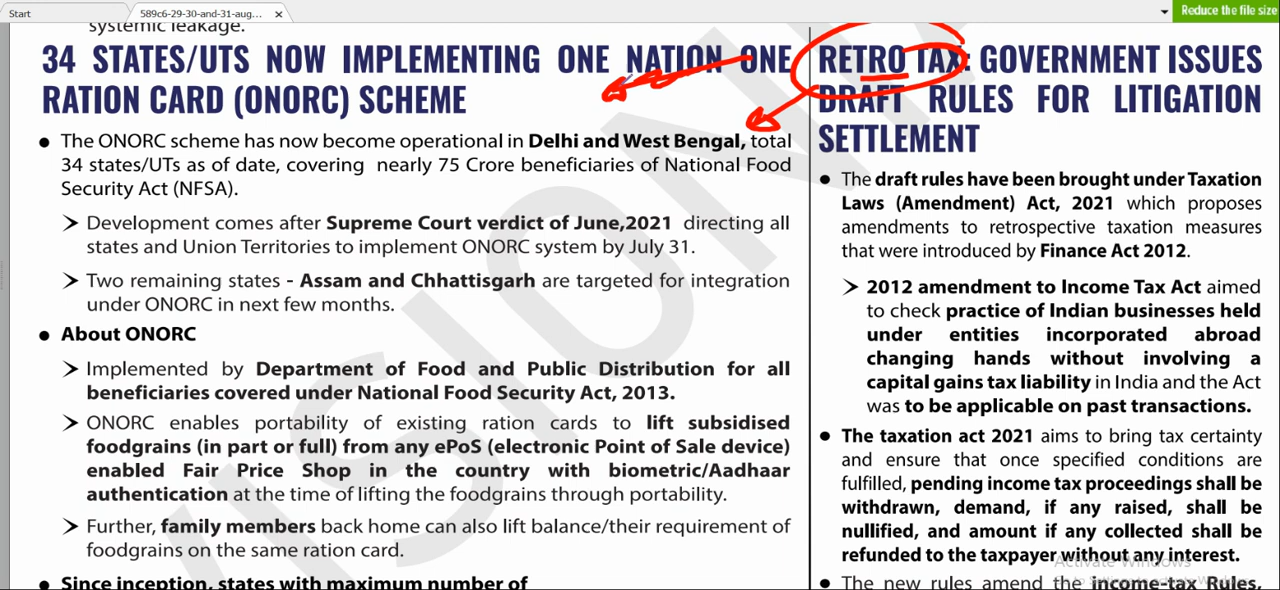 Start
589c6-29-30-and-31-aug...
Reduce the file size
systemic leakage.
34 STATES/UTS NOW IMPLEMENTING ONE NATION ONE
RATION CARD (ONORC) SCHEME
● The ONORC scheme has now become operational in Delhi and West Bengal, total
34 states/UTs as of date, covering nearly 75 Crore beneficiaries of National Food
Security Act (NFSA).
➢ Development comes after Supreme Court verdict of June,2021 directing all
states and Union Territories to implement ONORC system by July 31.
➢ Two remaining states - Assam and Chhattisgarh are targeted for integration
under ONORC in next few months.
● About ONORC
➢ Implemented by Department of Food and Public Distribution for all
beneficiaries covered under National Food Security Act, 2013.
➢ ONORC enables portability of existing ration cards to lift subsidised
foodgrains (in part or full) from any ePoS (electronic Point of Sale device)
enabled Fair Price Shop in the country with biometric/Aadhaar
authentication at the time of lifting the foodgrains through portability.
➢ Further, family members back home can also lift balance/their requirement of
foodgrains on the same ration card.
● Since inception, states with maximum number of
RETRO TAX: GOVERNMENT ISSUES
DRAFT RULES FOR LITIGATION
SETTLEMENT
● The draft rules have been brought under Taxation
Laws (Amendment) Act, 2021 which proposes
amendments to retrospective taxation measures
that were introduced by Finance Act 2012.
➢ 2012 amendment to Income Tax Act aimed
to check practice of Indian businesses held
under entities incorporated abroad
changing hands without involving a
capital gains tax liability in India and the Act
was to be applicable on past transactions.
● The taxation act 2021 aims to bring tax certainty
and ensure that once specified conditions are
fulfilled, pending income tax proceedings shall be
withdrawn, demand, if any raised, shall be
nullified, and amount if any collected shall be
refunded to the taxpayer without any interest.
● The new rules amend the income-tax Rules,
VISION
Activate Windows